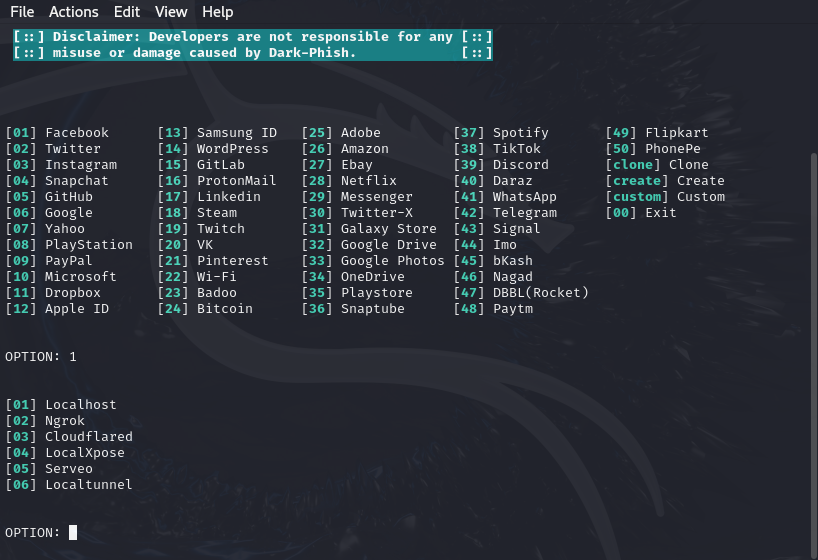 File Actions Edit View Help
[::] Disclaimer: Developers are not responsible for any [::]
[::] misuse or damage caused by Dark-Phish. [::]
[01] Facebook [13] Samsung ID [25] Adobe [37] Spotify [49] Flipkart
[02] Twitter [14] WordPress [26] Amazon [38] TikTok [50] PhonePe
[03] Instagram [15] GitLab [27] Ebay [39] Discord [clone] Clone
[04] Snapchat [16] ProtonMail [28] Netflix [40] Daraz [create] Create
[05] GitHub [17] Linkedin [29] Messenger [41] WhatsApp [custom] Custom
[06] Google [18] Steam [30] Twitter-X [42] Telegram [00] Exit
[07] Yahoo [19] Twitch [31] Galaxy Store [43] Signal
[08] PlayStation [20] VK [32] Google Drive [44] Imo
[09] PayPal [21] Pinterest [33] Google Photos [45] bKash
[10] Microsoft [22] Wi-Fi [34] OneDrive [46] Nagad
[11] Dropbox [23] Badoo [35] Playstore [47] DBBL(Rocket)
[12] Apple ID [24] Bitcoin [36] Snaptube [48] Paytm
OPTION: 1
[01] Localhost
[02] Ngrok
[03] Cloudflared
[04] LocalXpose
[05] Serveo
[06] Localtunnel
OPTION: